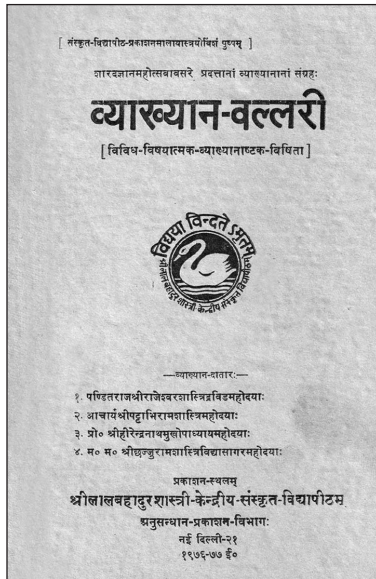 [ संस्कृत-विद्यापीठ-प्रकाशनमालायास्त्रयोविंशं पुष्पम् ]
शारदज्ञानमहोत्सवावसरे प्रदत्तानां व्याख्यानानां संग्रहः
व्याख्यान-वल्लरी
[ विविध-विषयात्मक-व्याख्यानाष्टक-विषिता ]
विद्यया विन्दते ऽमृतम्
श्रीलालबहादुर शास्त्री केन्द्रीय संस्कृत विद्यापीठम्
—व्याख्यान-दातारः—
१. पण्डितराजश्रीराजेश्वरशास्त्रिद्रविडमहोदयाः
२. आचार्यश्रीपट्टाभिरामशास्त्रिमहोदयाः
३. प्रो० श्रीहीरेन्द्रनाथमुखोपाध्यायमहोदयाः
४. म० म० श्रीछज्जुरामशास्त्रिविद्यासागरमहोदयाः
प्रकाशन-स्थलम्
श्रीलालबहादुरशास्त्री-केन्द्रीय-संस्कृत-विद्यापीठम्
अनुसन्धान-प्रकाशन-विभागः
नई दिल्ली-२१
१९७६-७७ ई०